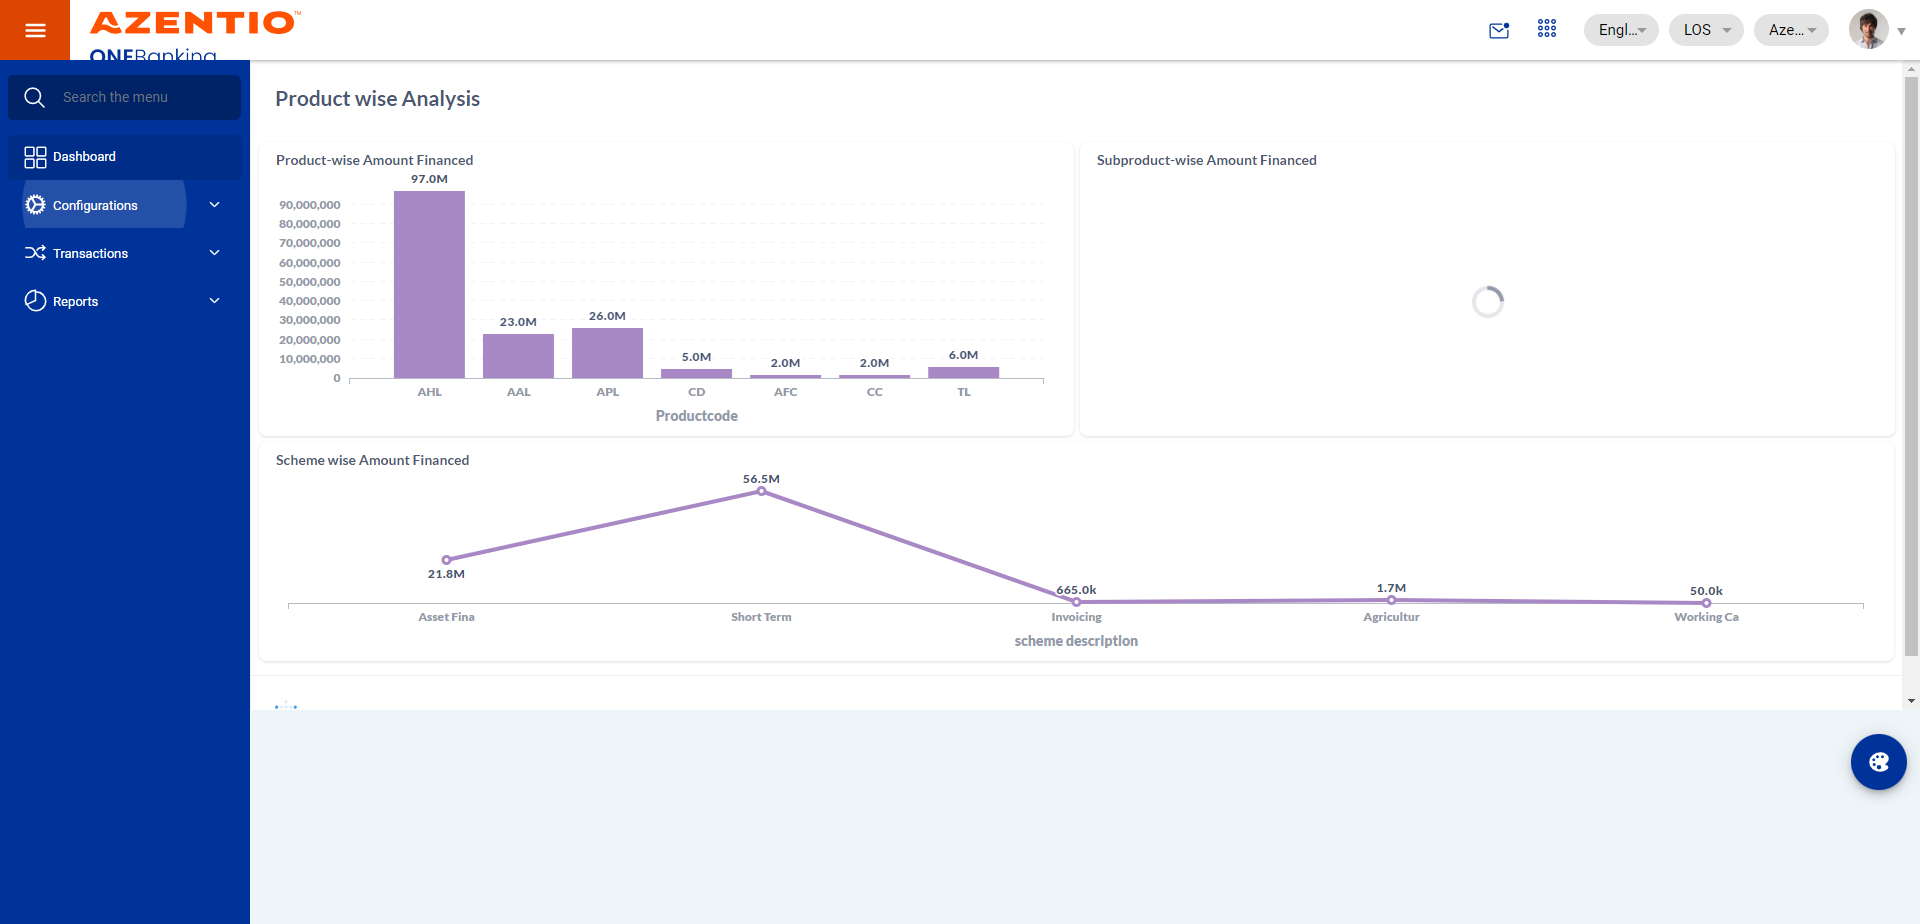 AZENTIO™
ONEBanking
Engl...
LOS
Aze...
Search the menu
Dashboard
Configurations
Transactions
Reports
Product wise Analysis
Product-wise Amount Financed
97.0M
90,000,000
80,000,000
70,000,000
60,000,000
50,000,000
40,000,000
30,000,000
20,000,000
10,000,000
0
23.0M
26.0M
5.0M
2.0M
2.0M
6.0M
AHL AAL APL CD AFC CC TL
Productcode
Subproduct-wise Amount Financed
Scheme wise Amount Financed
56.5M
21.8M
665.0k
1.7M
50.0k
Asset Fina Short Term Invoicing Agricultur Working Ca
scheme description